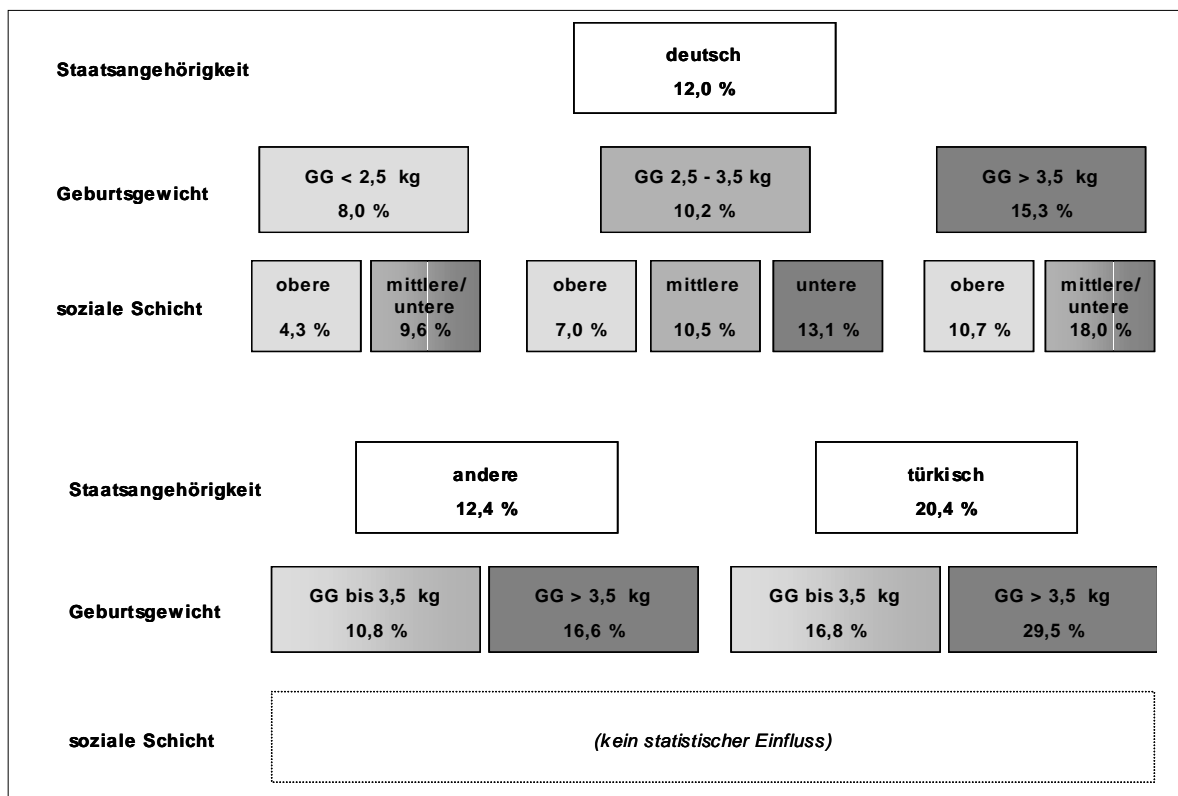 Staatsangehörigkeit
deutsch
12,0 %
Geburtsgewicht
GG < 2,5 kg
8,0 %
GG 2,5 - 3,5 kg
10,2 %
GG > 3,5 kg
15,3 %
soziale Schicht
obere
4,3 %
mittlere/
untere
9,6 %
obere
7,0 %
mittlere
10,5 %
untere
13,1 %
obere
10,7 %
mittlere/
untere
18,0 %
Staatsangehörigkeit
andere
12,4 %
türkisch
20,4 %
Geburtsgewicht
GG bis 3,5 kg
10,8 %
GG > 3,5 kg
16,6 %
GG bis 3,5 kg
16,8 %
GG > 3,5 kg
29,5 %
soziale Schicht
(kein statistischer Einfluss)